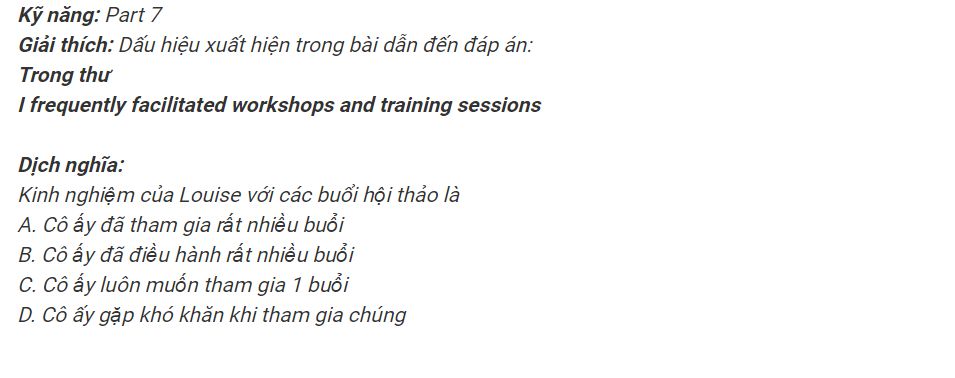 Kỹ năng: Part 7
Giải thích: Dấu hiệu xuất hiện trong bài dẫn đến đáp án:
Trong thư
I frequently facilitated workshops and training sessions
Dịch nghĩa:
Kinh nghiệm của Louise với các buổi hội thảo là
A. Cô ấy đã tham gia rất nhiều buổi
B. Cô ấy đã điều hành rất nhiều buổi
C. Cô ấy luôn muốn tham gia 1 buổi
D. Cô ấy gặp khó khăn khi tham gia chúng